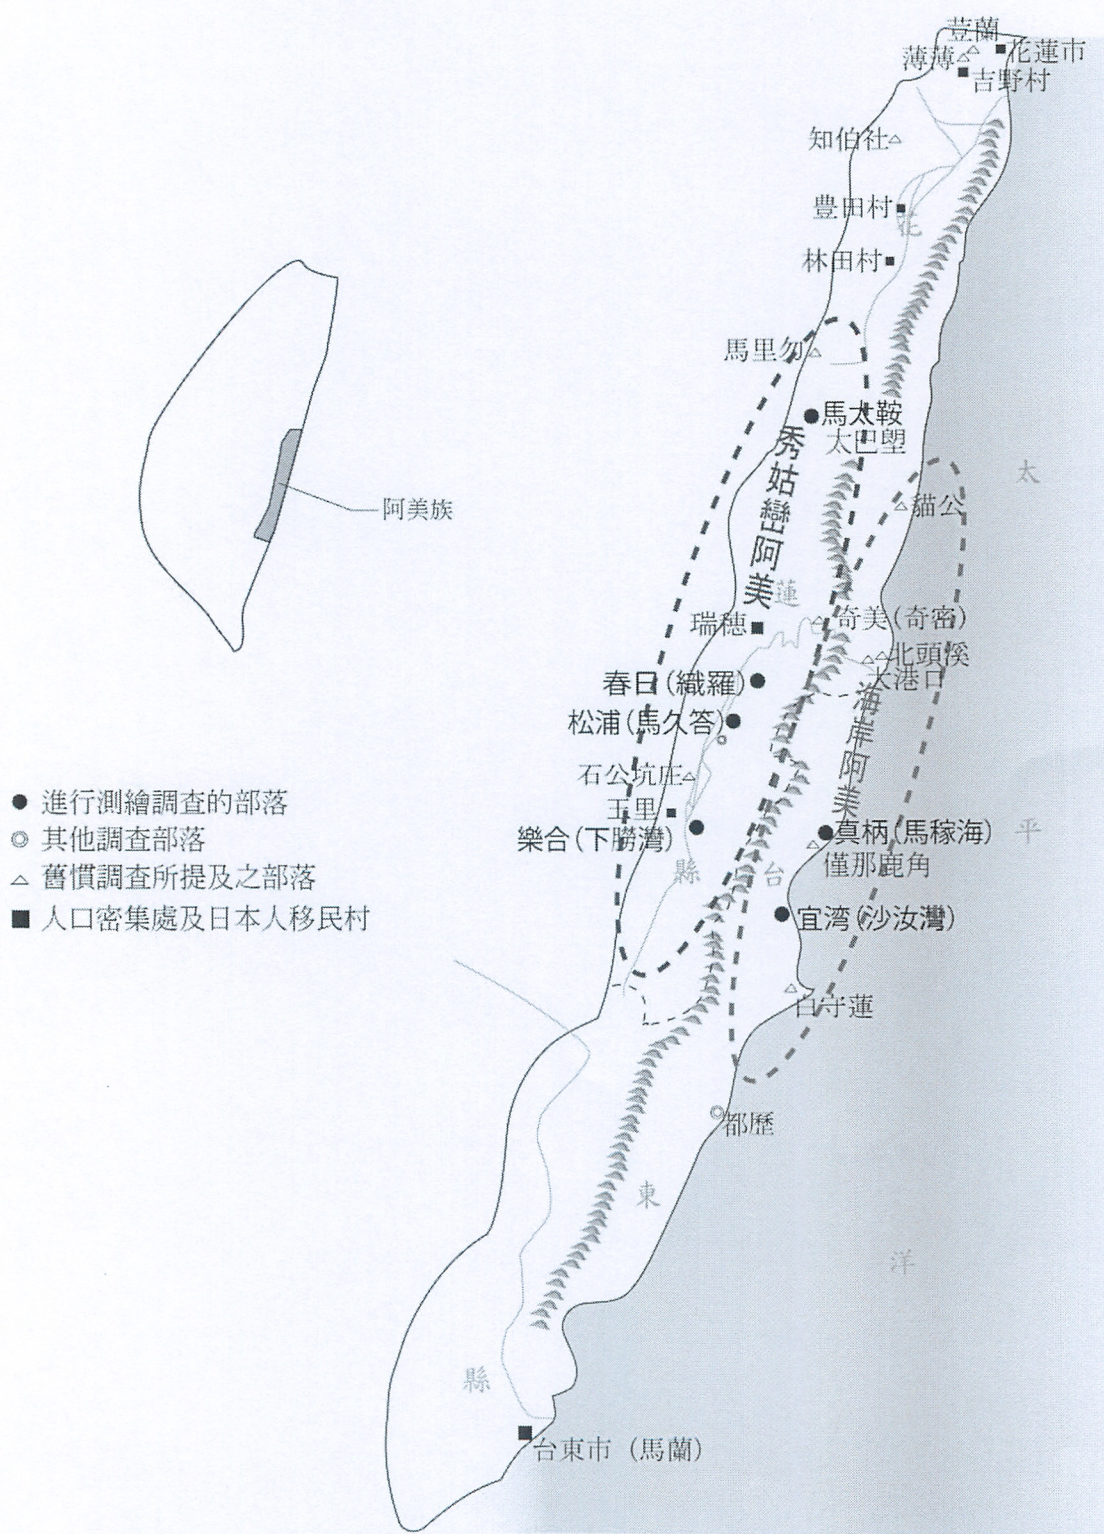 荳蘭
花蓮市
薄薄
吉野村
知伯社
豊田村
花
林田村
馬里勿
馬太鞍
太巴塱
秀姑巒阿美
太
貓公
阿美族
蓮
瑞穂
奇美(奇密)
北頭溪
大港口
春日(織羅)
松浦(馬久答)
海岸阿美
石公坑庄
玉里
樂合(下朥灣)
真柄(馬稼海)
平
僅那鹿角
縣
台
宜湾(沙汝灣)
白守蓮
都歷
東
洋
縣
台東市(馬蘭)
進行測繪調查的部落
其他調查部落
舊慣調查所提及之部落
人口密集處及日本人移民村